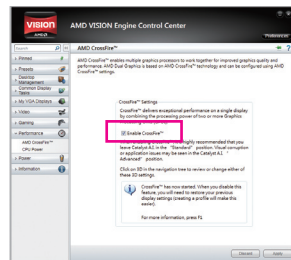 VISION
AMD
AMD VISION Engine Control Center
Preferences
Search
AMD CrossFire™
Pinned
Presets
Desktop Management
Common Display Tasks
My VGA Displays
Video
Gaming
Performance
AMD CrossFire™
CPU Power
Power
Information
AMD CrossFire™ enables multiple graphics processors to work together for improved graphics quality and
performance. AMD Dual Graphics is based on AMD CrossFire™ technology and can be configured using AMD
CrossFire™ settings.
CrossFire™ Settings
CrossFire™ delivers exceptional performance on a single display
by combining the processing power of two or more Graphics
Enable CrossFire™
highly recommended that you
leave Catalyst A.I. in the "Standard" position. Visual corruption
or application issues may be seen in the Catalyst A.I. "
Advanced" position.
Click on 3D in the navigation tree to review or change either of
these 3D settings.
CrossFire™ has now started. When you disable this
feature, you will need to restore your previous
display settings (creating a profile will make this
easier).
For more information, press F1
Discard
Apply